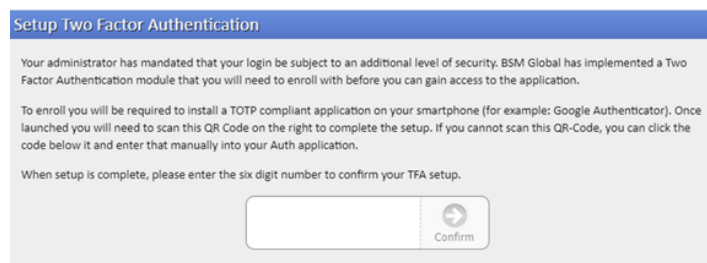 Setup Two Factor Authentication
Your administrator has mandated that your login be subject to an additional level of security. BSM Global has implemented a Two
Factor Authentication module that you will need to enroll with before you can gain access to the application.
To enroll you will be required to install a TOTP compliant application on your smartphone (for example: Google Authenticator). Once
launched you will need to scan this QR Code on the right to complete the setup. If you cannot scan this QR-Code, you can click the
code below it and enter that manually into your Auth application.
When setup is complete, please enter the six digit number to confirm your TFA setup.
Confirm